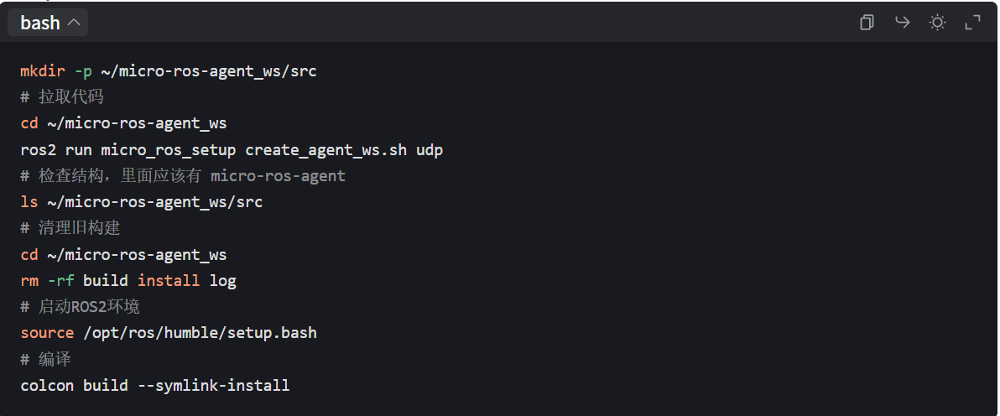 bash
mkdir -p ~/micro-ros-agent_ws/src
# 拉取代码
cd ~/micro-ros-agent_ws
ros2 run micro_ros_setup create_agent_ws.sh udp
# 检查结构，里面应该有 micro-ros-agent
ls ~/micro-ros-agent_ws/src
# 清理旧构建
cd ~/micro-ros-agent_ws
rm -rf build install log
# 启动ROS2环境
source /opt/ros/humble/setup.bash
# 编译
colcon build --symlink-install